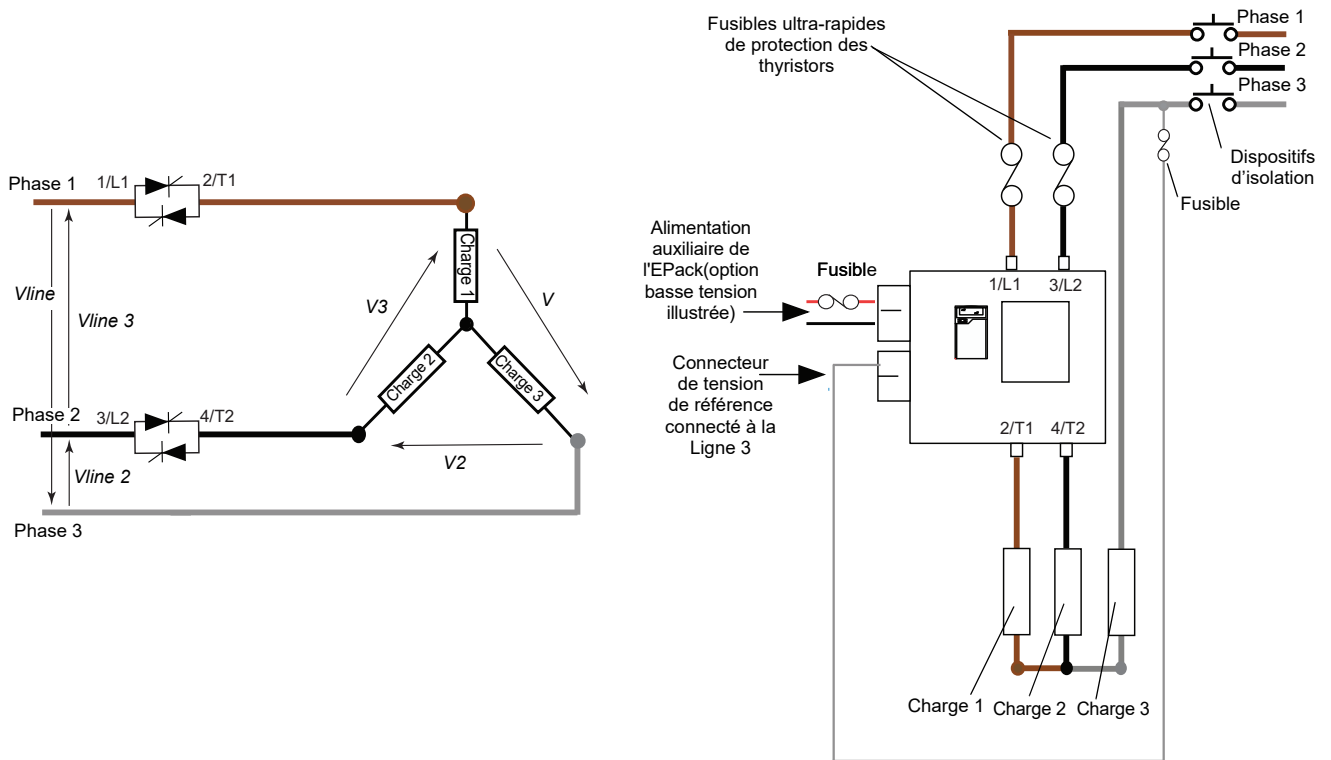 Phase 1
1/L1
2/T1
Vline
Vline 3
V3
V
Charge 1
Charge 2
Charge 3
Phase 2
3/L2
4/T2
Vline 2
V2
Phase 3
Fusibles ultra-rapides
de protection des
thyristors
Phase 1
Phase 2
Phase 3
Dispositifs
d'isolation
Fusible
Alimentation
auxiliaire de
l'EPack(option
basse tension
illustrée)
Fusible
1/L1
3/L2
Connecteur
de tension
de référence
connecté à la
Ligne 3
2/T1
4/T2
Charge 1
Charge 2
Charge 3